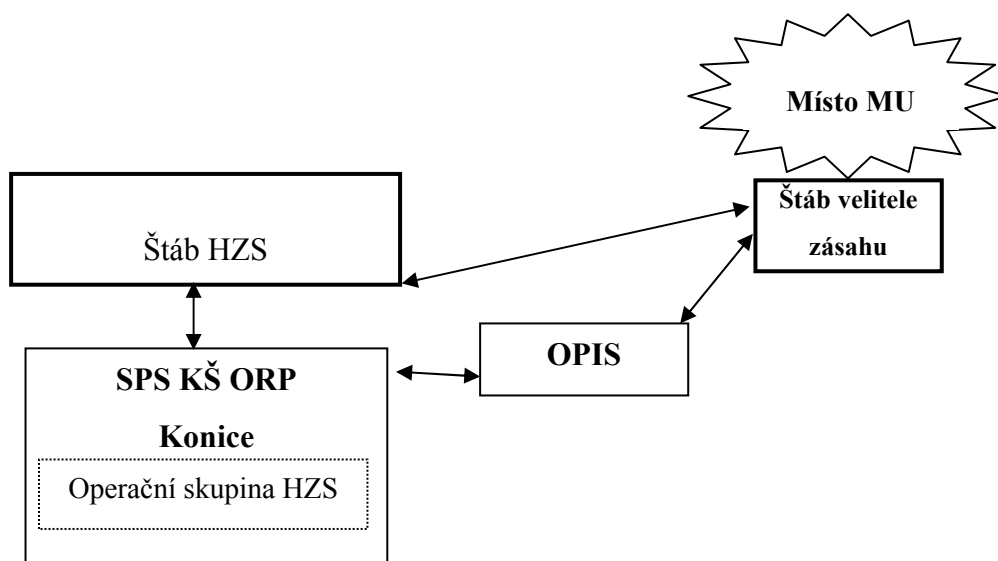 Místo MU
Štáb velitele
zásahu
Štáb HZS
OPIS
SPS KŠ ORP
Konice
Operační skupina HZS